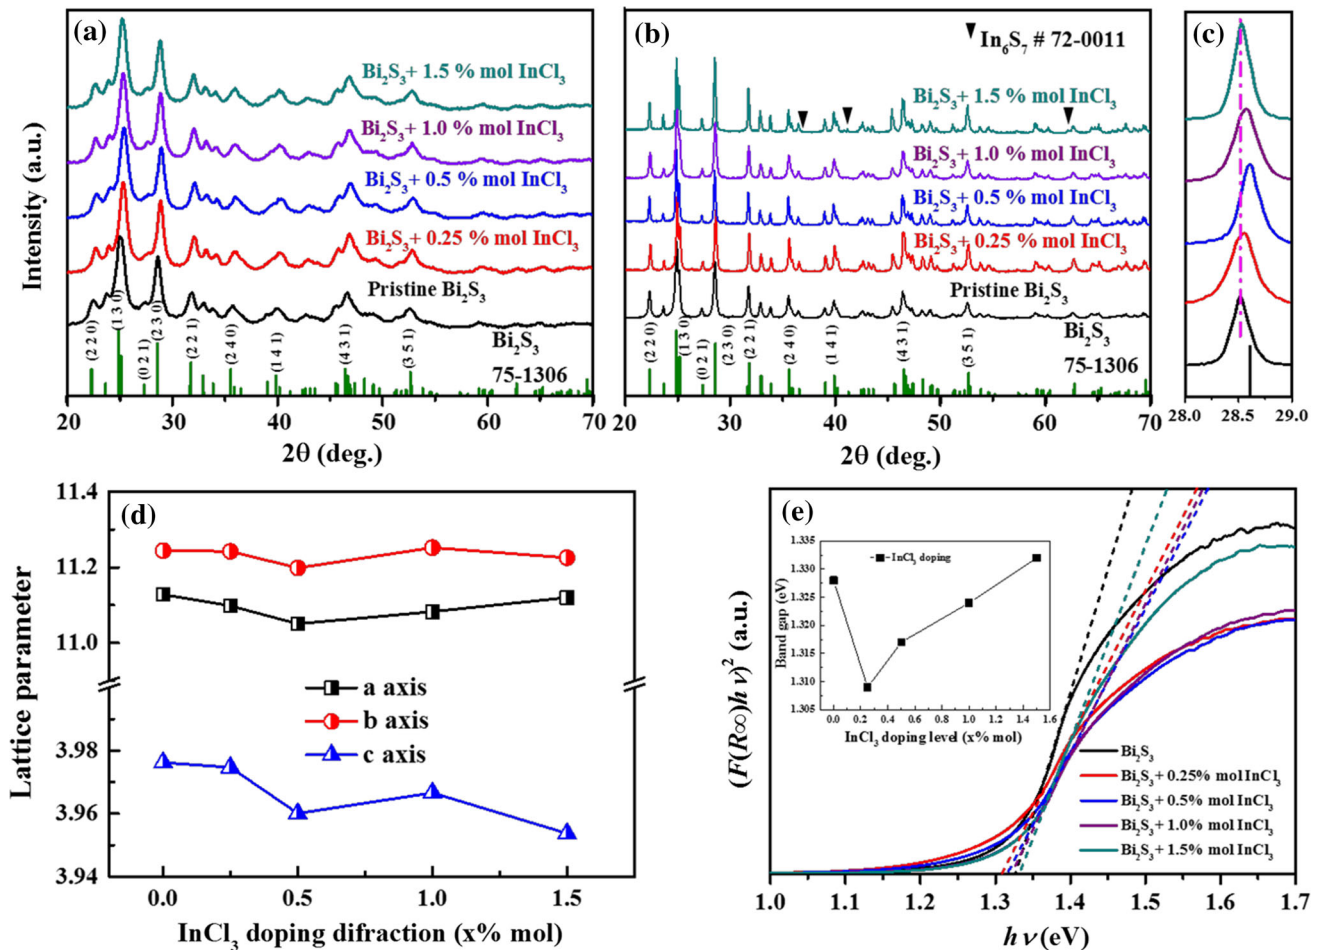 (a)
Intensity (a.u.)
Bi₂S₃+ 1.5 % mol InCl₃
Bi₂S₃+ 1.0 % mol InCl₃
Bi₂S₃+ 0.5 % mol InCl₃
Bi₂S₃+ 0.25 % mol InCl₃
Pristine Bi₂S₃
(2 2 0)
(1 3 0)
(0 2 1)
(2 3 0)
(2 2 1)
(2 4 0)
(1 4 1)
(4 3 1)
(3 5 1)
Bi₂S₃
75-1306
20 30 40 50 60 70
2θ (deg.)
(b)
▼ In₆S₇ # 72-0011
Bi₂S₃ + 1.5 % mol InCl₃
Bi₂S₃ + 1.0 % mol InCl₃
Bi₂S₃+ 0.5 % mol InCl₃
Bi₂S₃+ 0.25 % mol InCl₃
Pristine Bi₂S₃
(2 2 0)
(1 3 0)
(0 2 1)
(2 3 0)
(2 2 1)
(2 4 0)
(1 4 1)
(4 3 1)
(3 5 1)
Bi₂S₃
75-1306
20 30 40 50 60 70
2θ (deg.)
(c)
28.0 28.5 29.0
(d)
Lattice parameter
11.4
11.2
11.0
3.98
3.96
3.94
a axis
b axis
c axis
0.0 0.5 1.0 1.5
InCl₃ doping difraction (x% mol)
(e)
(F(R∞)hν)² (a.u.)
Band gap (eV)
1.335
1.330
1.325
1.320
1.315
1.310
1.305
InCl₃ doping
0.0 0.2 0.4 0.6 0.8 1.0 1.2 1.4 1.6
InCl₃ doping level (x% mol)
Bi₂S₃
Bi₂S₃ + 0.25% mol InCl₃
Bi₂S₃ + 0.5% mol InCl₃
Bi₂S₃ + 1.0% mol InCl₃
Bi₂S₃ + 1.5% mol InCl₃
1.0 1.1 1.2 1.3 1.4 1.5 1.6 1.7
hν (eV)